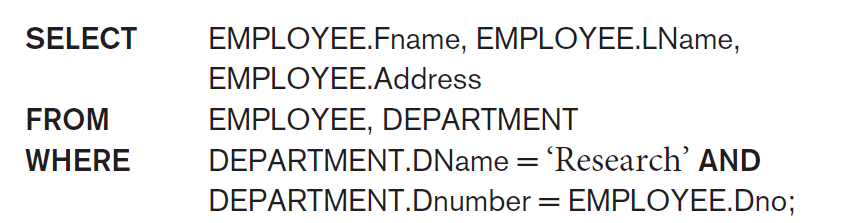 SELECT EMPLOYEE.Fname, EMPLOYEE.LName,
EMPLOYEE.Address
FROM EMPLOYEE, DEPARTMENT
WHERE DEPARTMENT.DName = ‘Research’ AND
DEPARTMENT.Dnumber = EMPLOYEE.Dno;